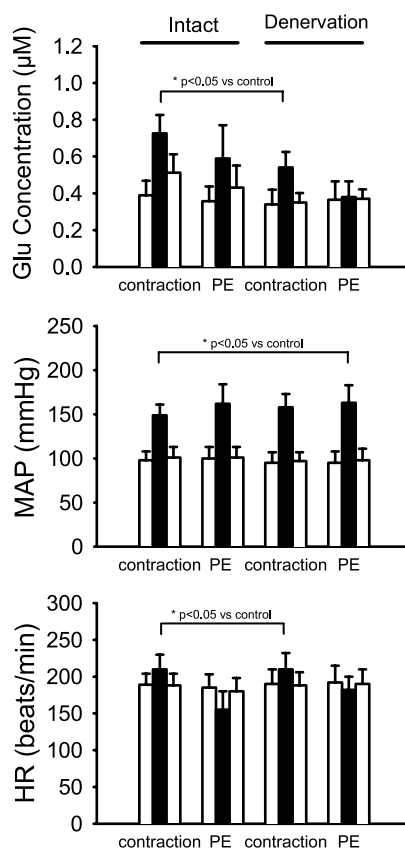 Intact Denervation
* p<0.05 vs control
Glu Concentration (µM)
1.2
1.0
0.8
0.6
0.4
0.2
0.0
contraction PE contraction PE
* p<0.05 vs control
MAP (mmHg)
250
200
150
100
50
0
contraction PE contraction PE
* p<0.05 vs control
HR (beats/min)
300
250
200
150
100
50
0
contraction PE contraction PE